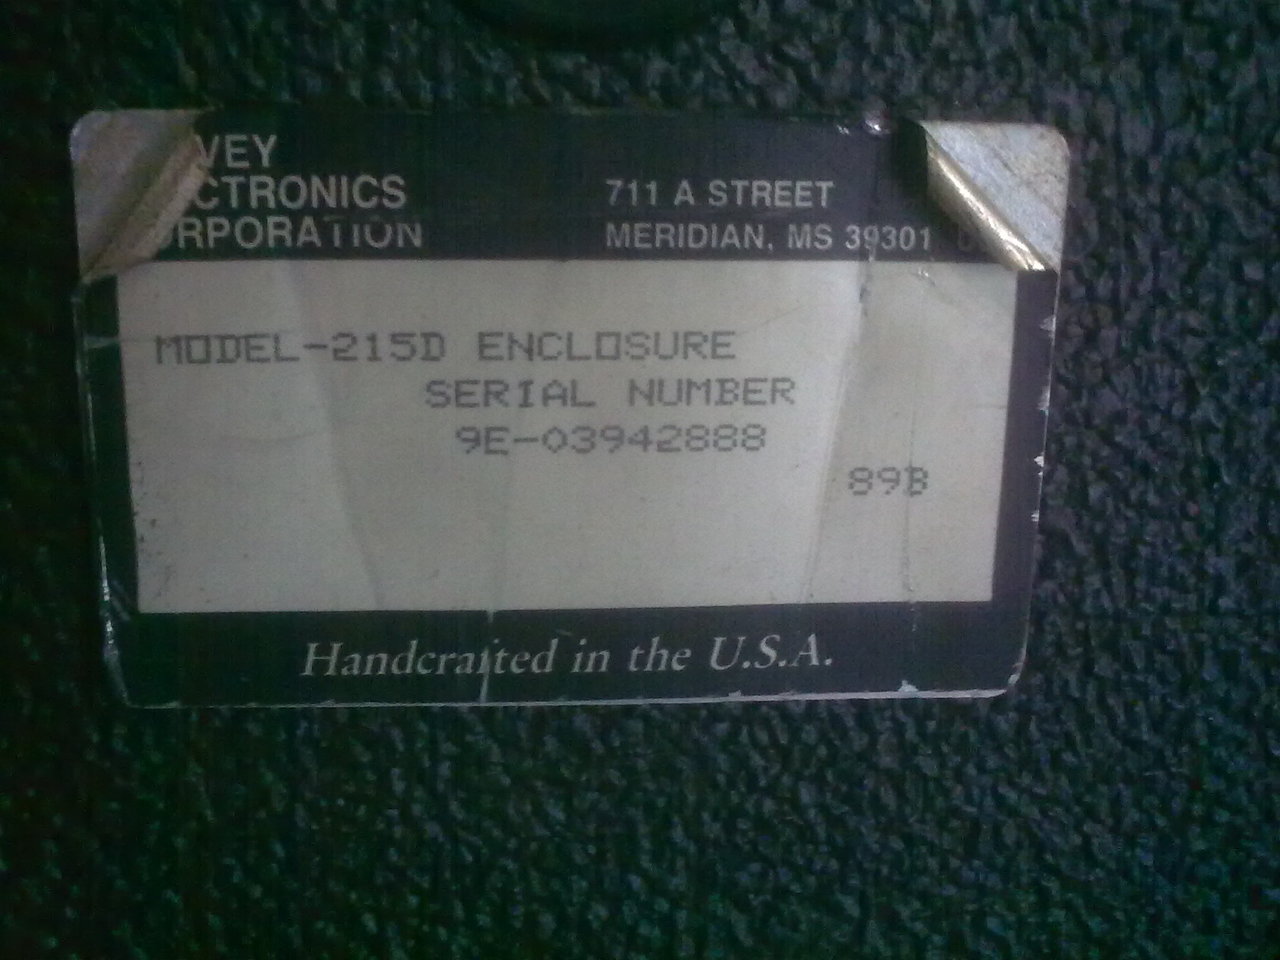 VEY
CTRONICS
RPORATION
711 A STREET
MERIDIAN, MS 39301
MODEL-215D ENCLOSURE
SERIAL NUMBER
9E-03942888
89B
Handcrafted in the U.S.A.